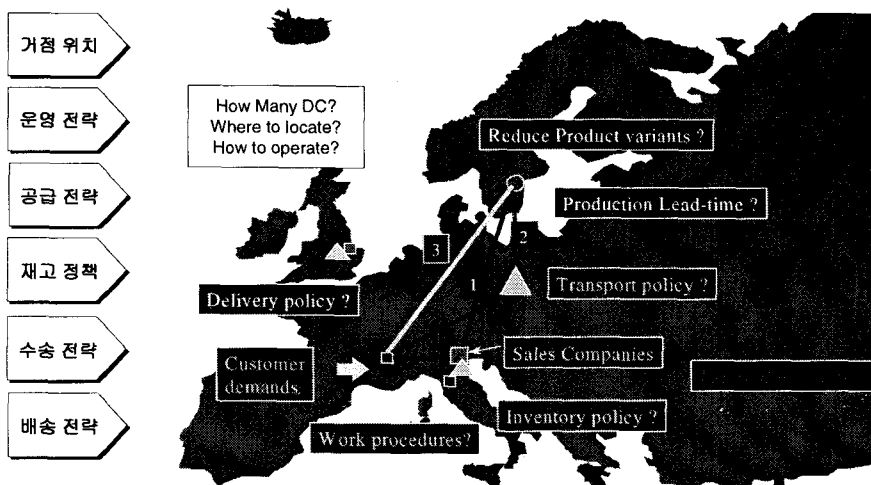 거점 위치
운영 전략
공급 전략
재고 정책
수송 전략
배송 전략
How Many DC?
Where to locate?
How to operate?
Reduce Product variants ?
Production Lead-time ?
3
2
1
Delivery policy ?
Transport policy ?
Customer
demands
Sales Companies
Inventory policy ?
Work procedures?